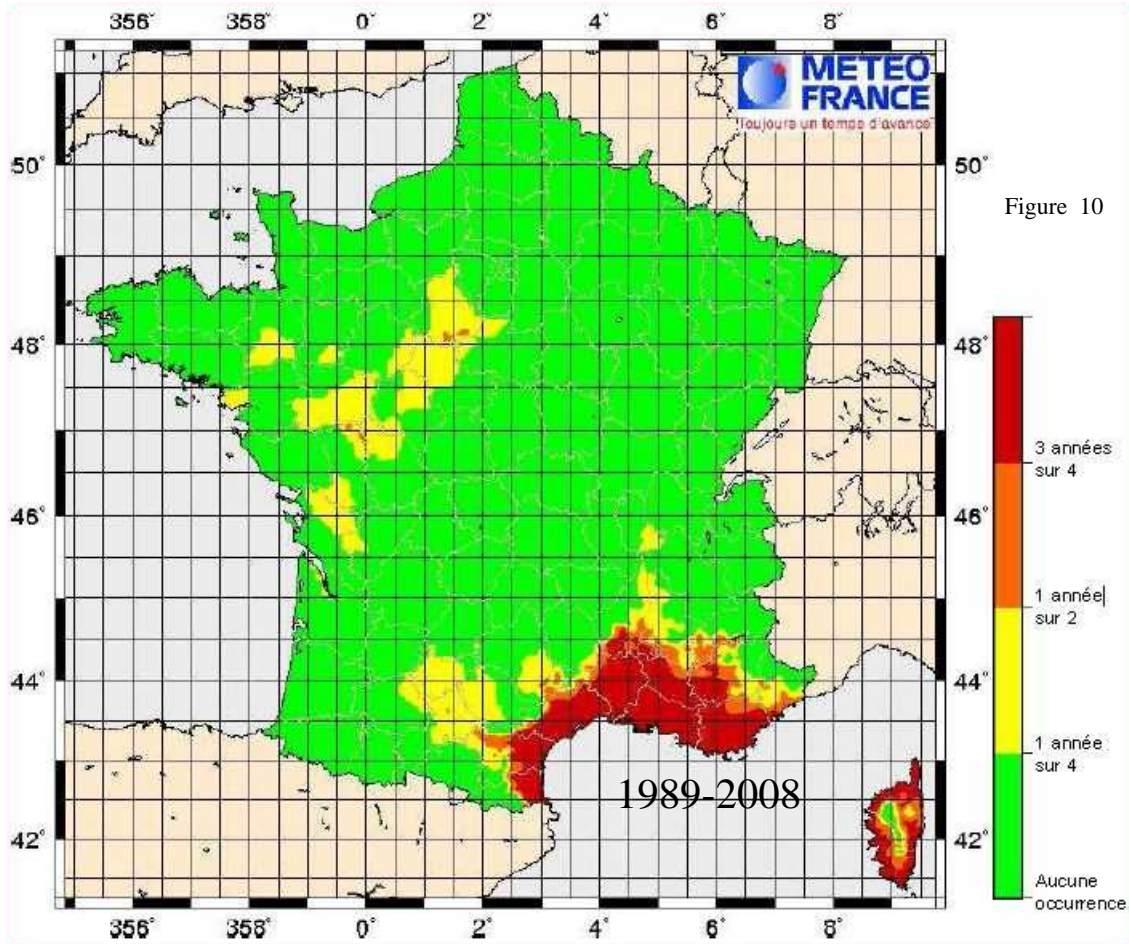 356° 358° 0° 2° 4° 6° 8°
METEO
FRANCE
Toujours un temps d'avance
50° 50°
Figure 10
48° 48°
3 années
sur 4
46° 46°
1 année
sur 2
44° 44°
1 année
sur 4
1989-2008
42° 42°
Aucune
occurrence
356° 358° 0° 2° 4° 6° 8°